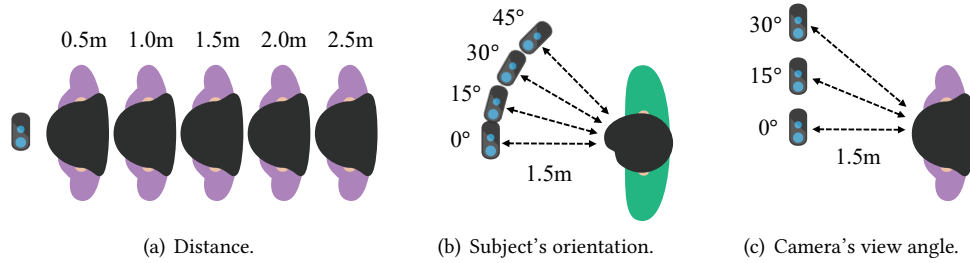 0.5m 1.0m 1.5m 2.0m 2.5m
45°
30°
15°
0°
1.5m
30°
15°
0°
1.5m
(a) Distance.
(b) Subject's orientation.
(c) Camera's view angle.